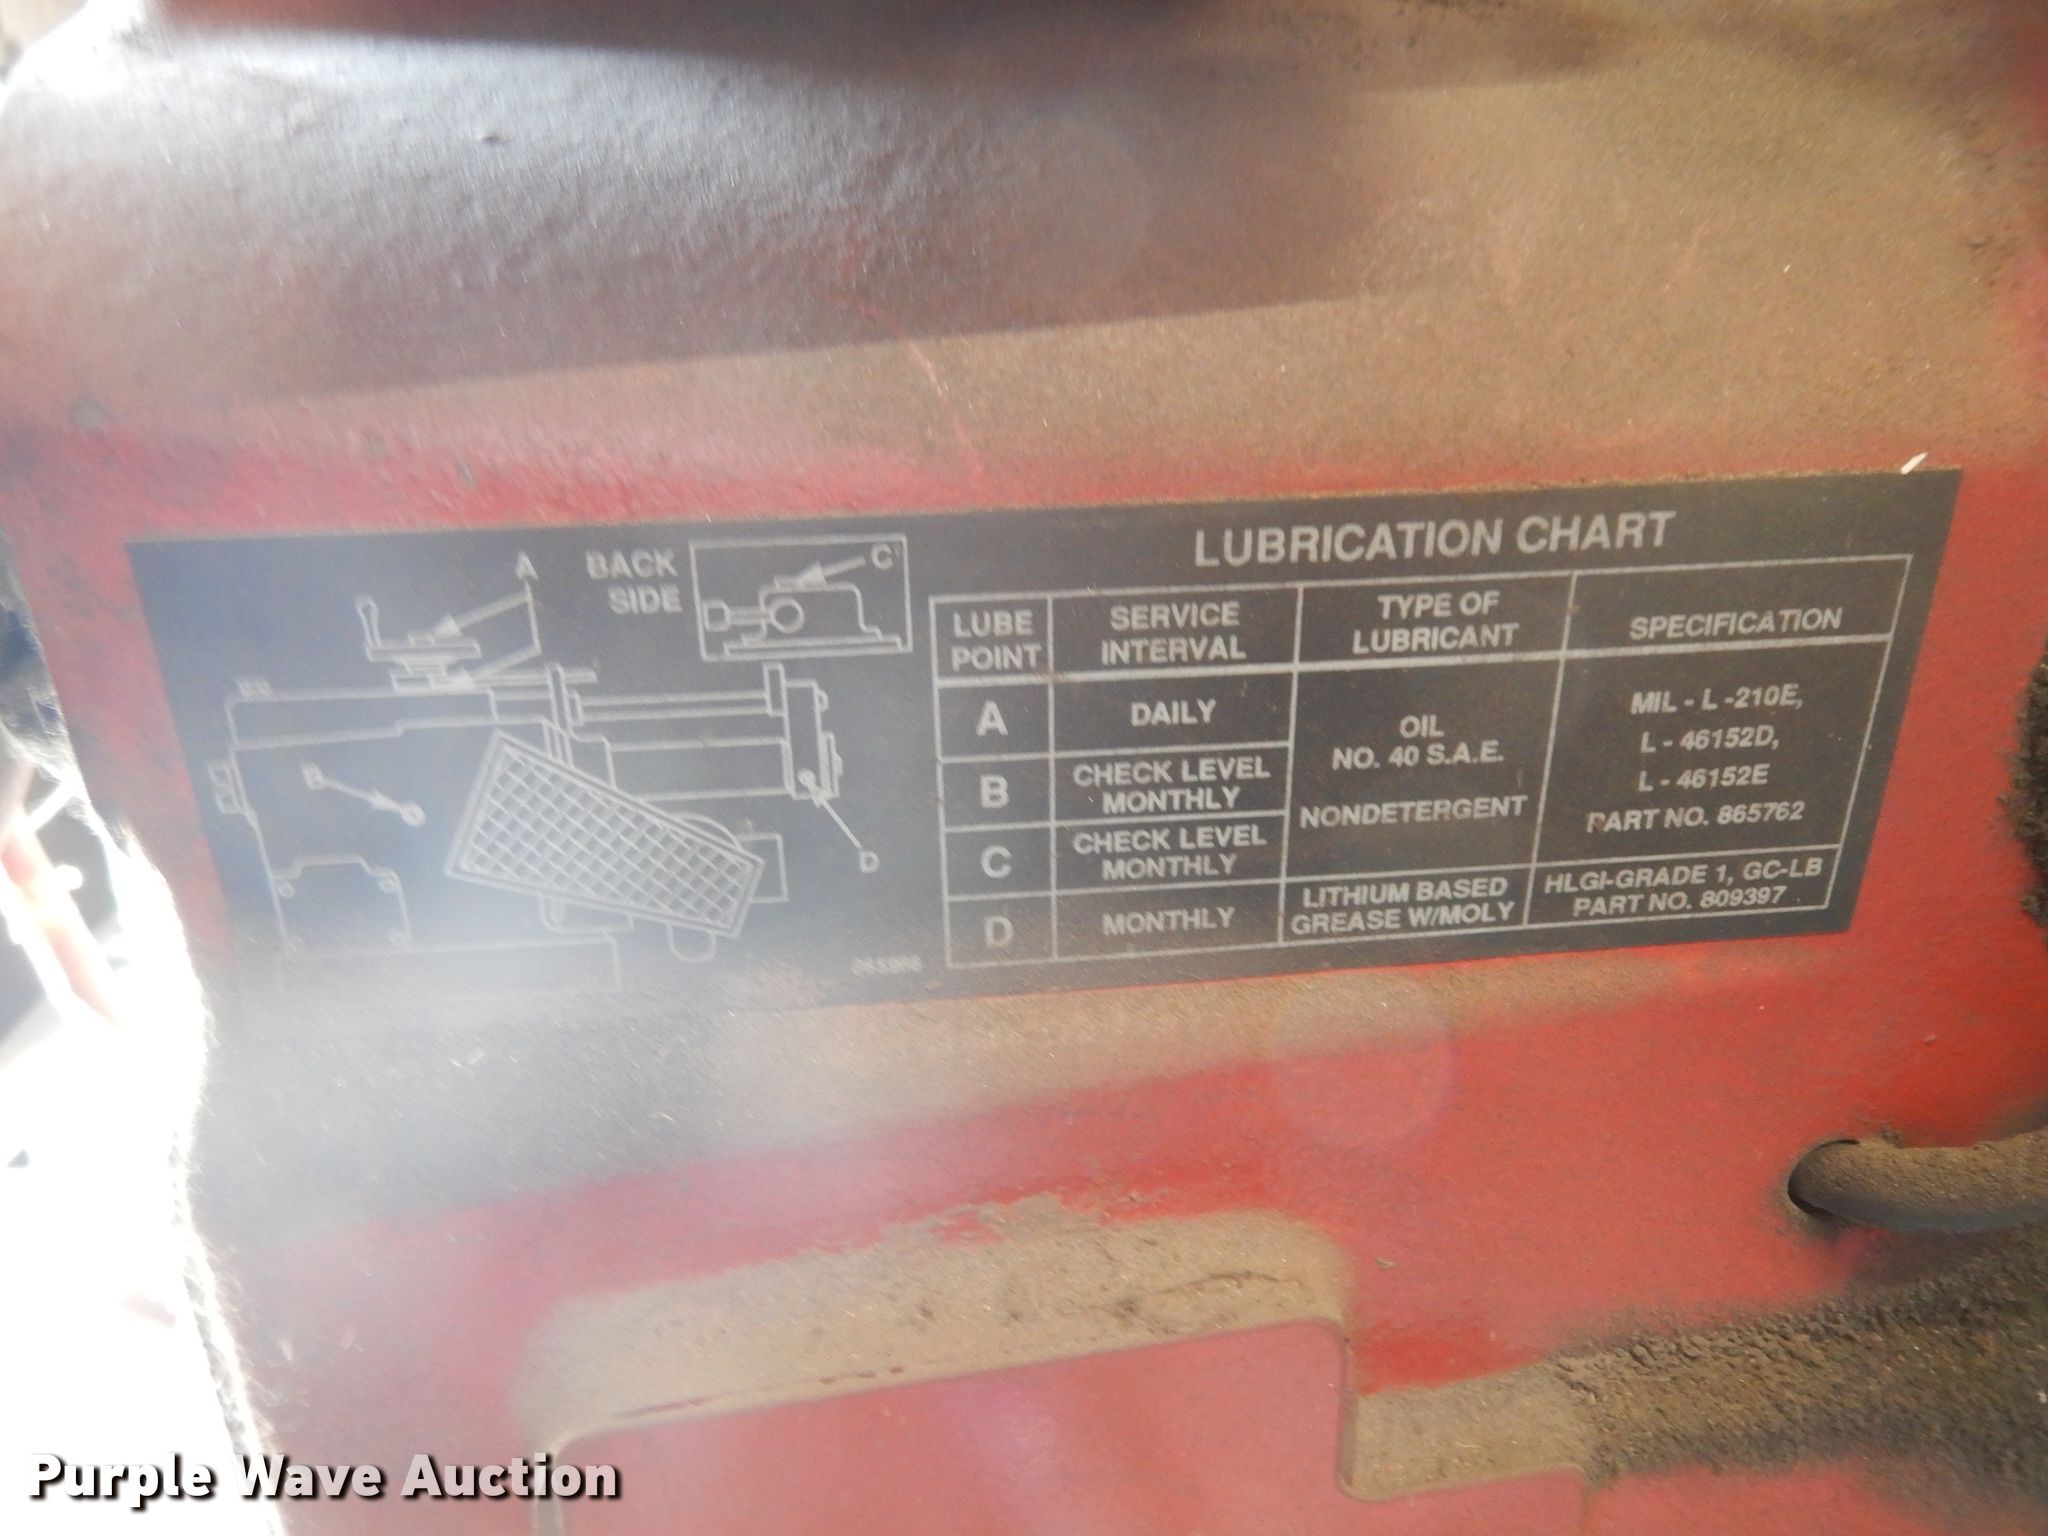 A
BACK
SIDE
C
B
D
LUBRICATION CHART
LUBE
POINT
SERVICE
INTERVAL
TYPE OF
LUBRICANT
SPECIFICATION
A
DAILY
OIL
NO. 40 S.A.E.
NONDETERGENT
MIL - L -210E,
L - 46152D,
L - 46152E
PART NO. 865762
B
CHECK LEVEL
MONTHLY
C
CHECK LEVEL
MONTHLY
D
MONTHLY
LITHIUM BASED
GREASE W/MOLY
HLGI-GRADE 1, GC-LB
PART NO. 809397
Purple Wave Auction